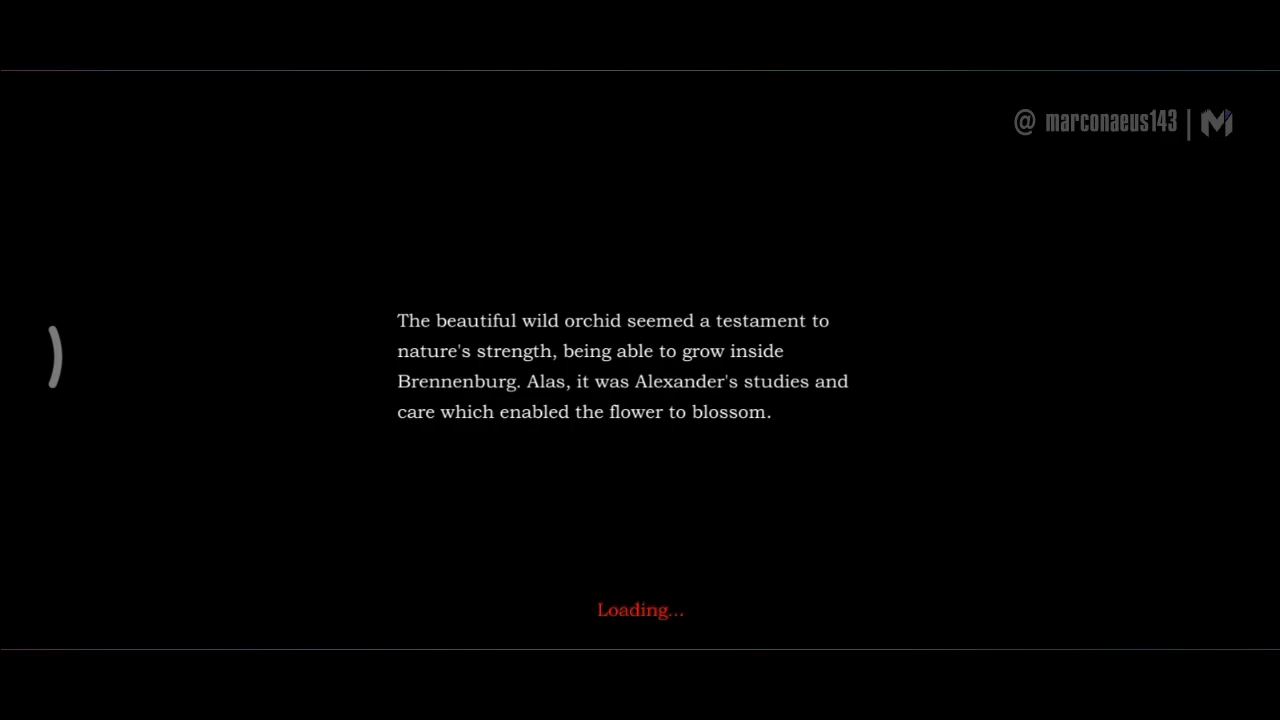 @ marconaeus143 |
The beautiful wild orchid seemed a testament to
nature's strength, being able to grow inside
Brennenburg. Alas, it was Alexander's studies and
care which enabled the flower to blossom.
Loading...